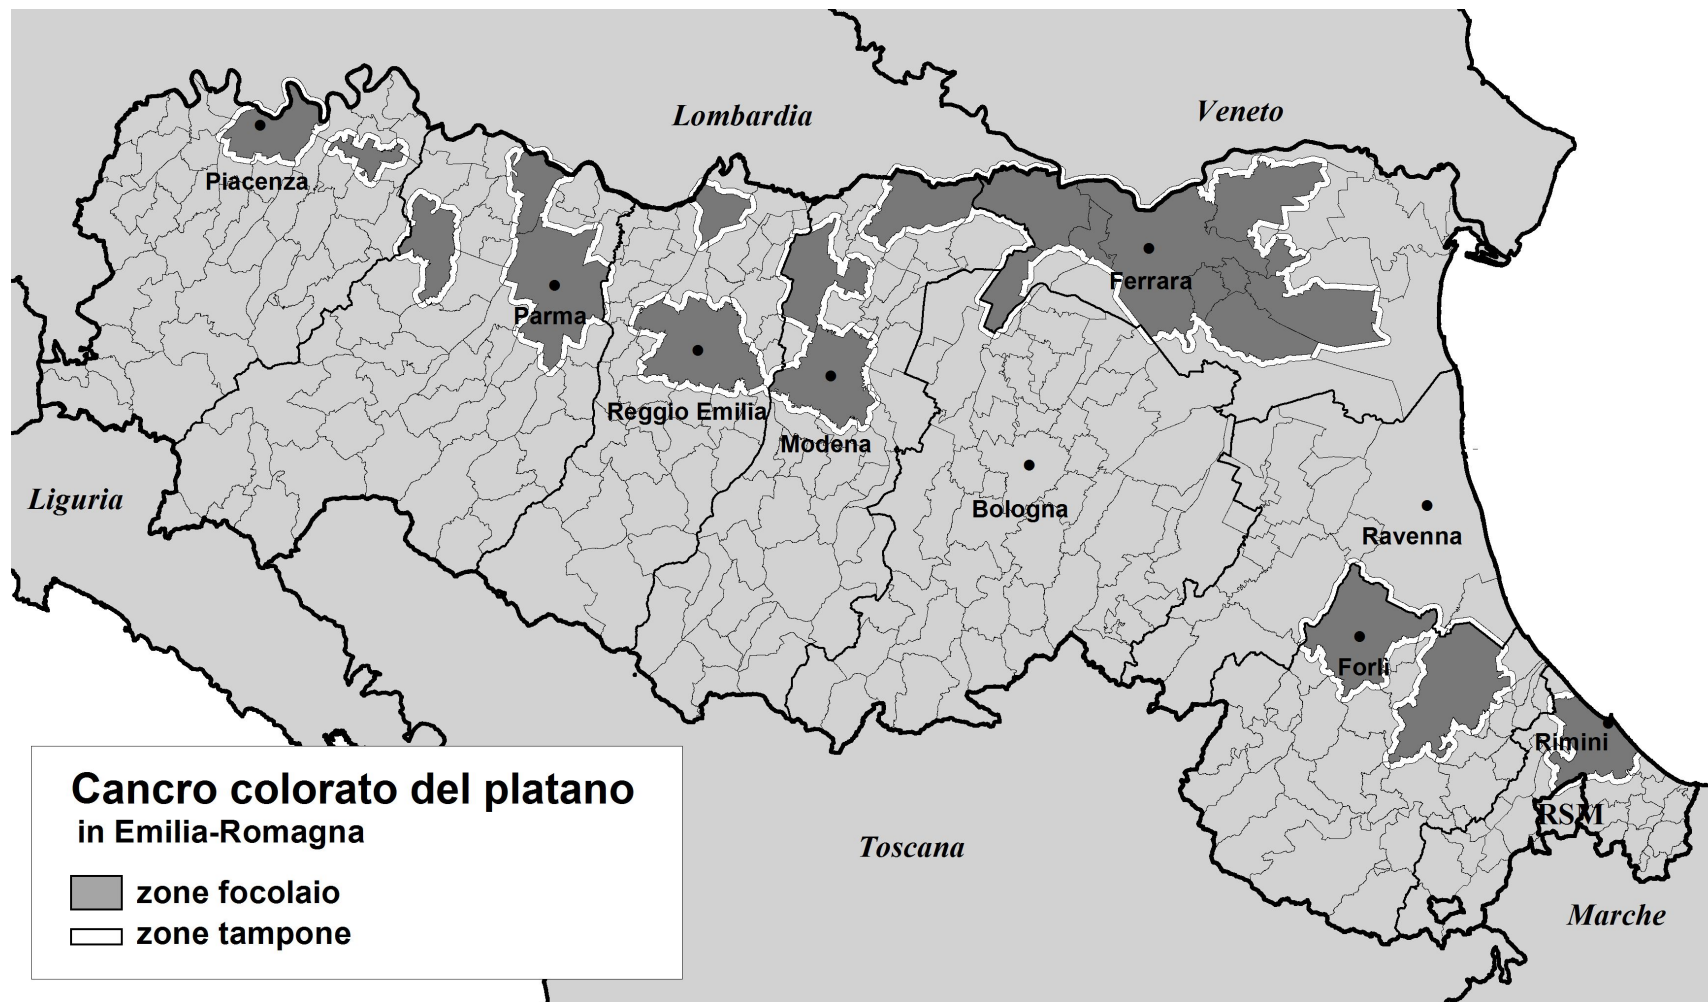 Lombardia
Veneto
Piacenza
Ferrara
Parma
Reggio Emilia
Modena
Liguria
Bologna
Ravenna
Forlì
Rimini
RSM
Toscana
Marche
Cancro colorato del platano
in Emilia-Romagna
zone focolaio
zone tampone